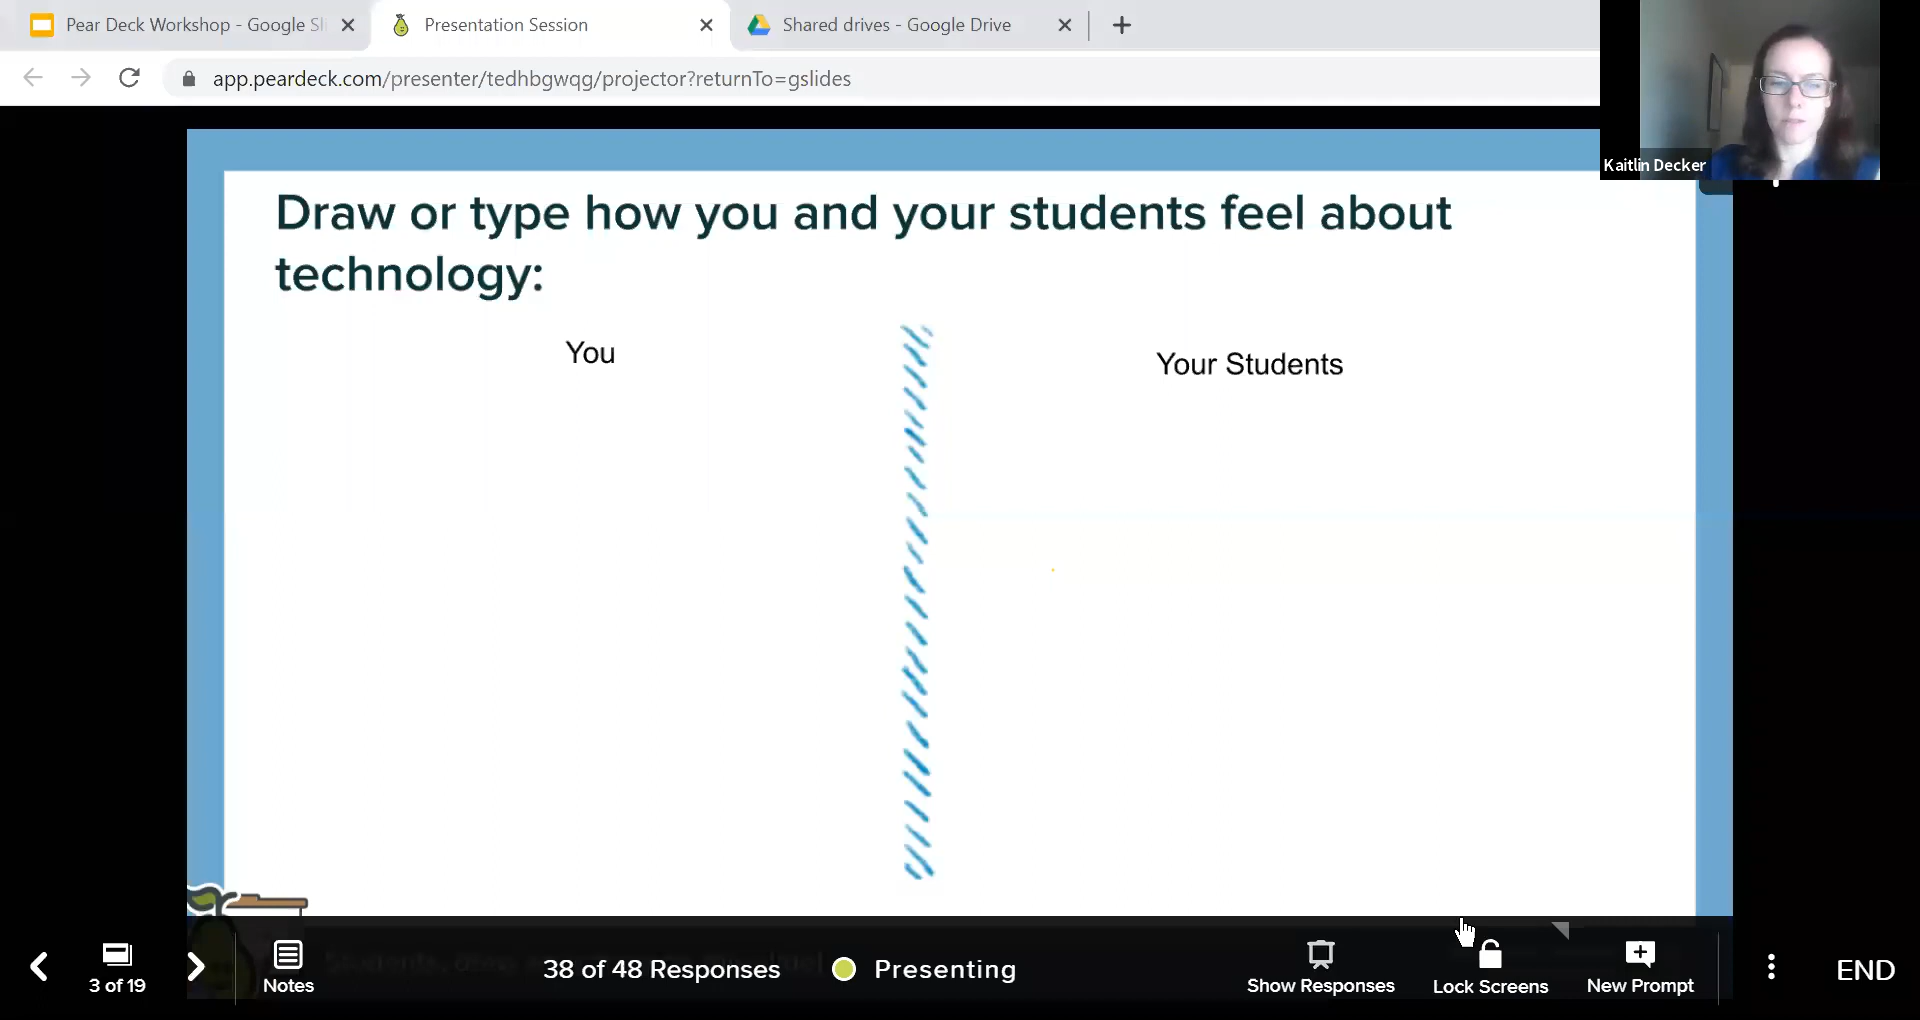 Pear Deck Workshop - Google Sli
Presentation Session
Shared drives - Google Drive
app.peardeck.com/presenter/tedhbgwqg/projector?returnTo=gslides
Kaitlin Decker
Draw or type how you and your students feel about
technology:
You
Your Students
3 of 19
Notes
38 of 48 Responses
Presenting
Show Responses
Lock Screens
New Prompt
END